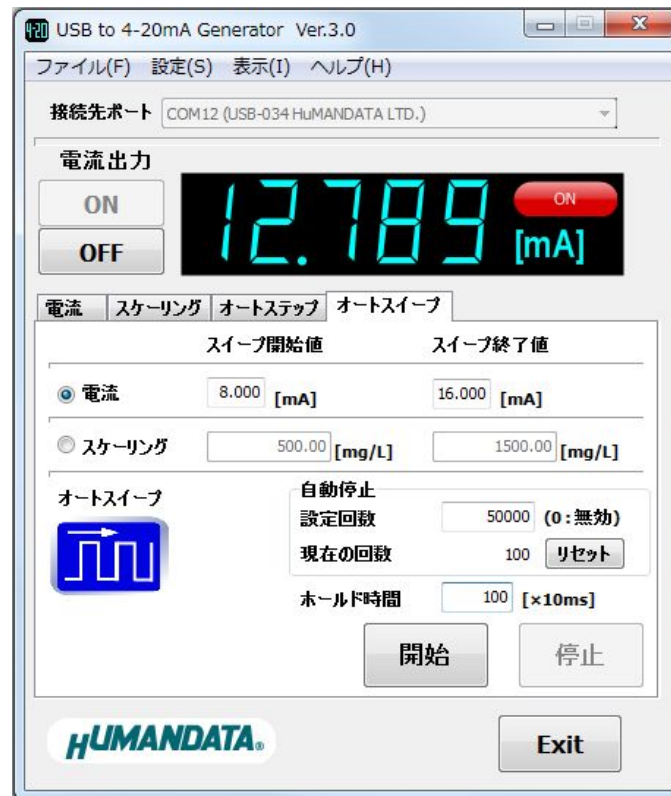 4-20 USB to 4-20mA Generator Ver.3.0
ファイル(F) 設定(S) 表示(I) ヘルプ(H)
接続先ポート COM12 (USB-034 HuMANDATA LTD.)
電流出力
ON
OFF
12.789
ON
[mA]
電流 スケーリング オートステップ オートスイープ
スイープ開始値 スイープ終了値
電流 8.000 [mA] 16.000 [mA]
スケーリング 500.00 [mg/L] 1500.00 [mg/L]
オートスイープ
自動停止
設定回数 50000 (0:無効)
現在の回数 100 リセット
ホールド時間 100 [×10ms]
開始 停止
HUMANDATA®
Exit